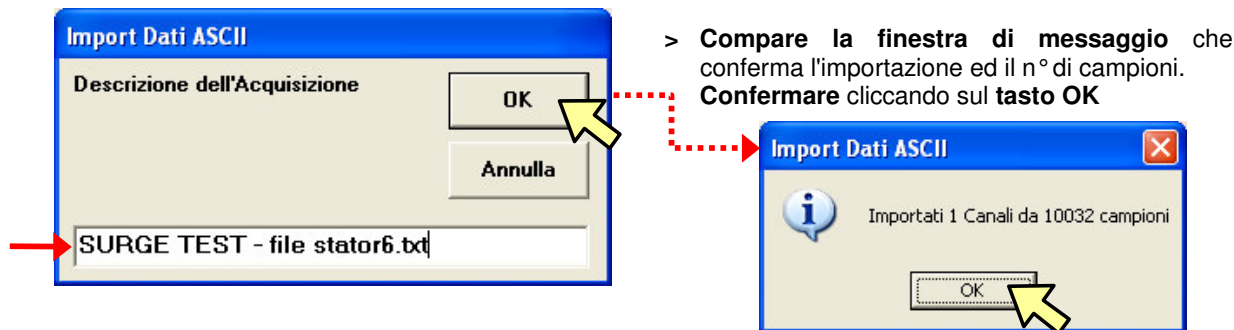 Import Dati ASCII
Descrizione dell'Acquisizione
OK
Annulla
SURGE TEST - file stator6.txt
> Compare la finestra di messaggio che
conferma l'importazione ed il n° di campioni.
Confermare cliccando sul tasto OK
Import Dati ASCII
Importati 1 Canali da 10032 campioni
OK